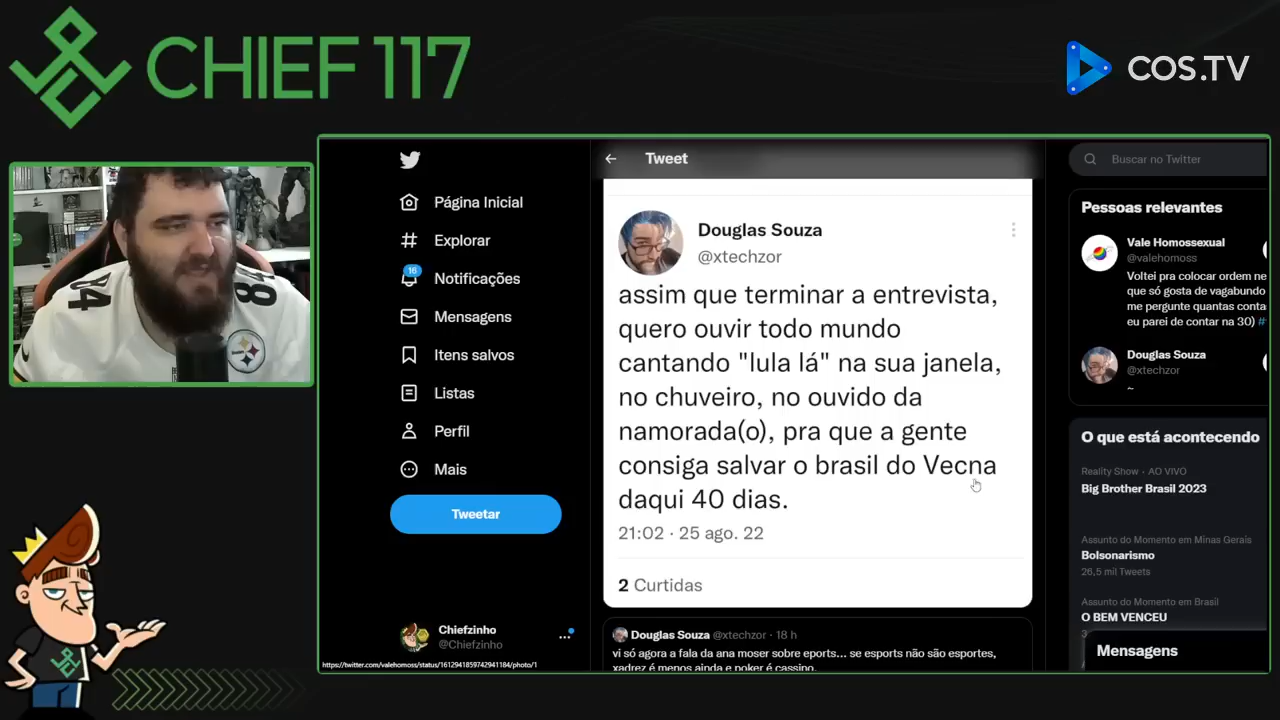 CHIEF 117
COS.TV
Tweet
Buscar no Twitter
Página Inicial
Explorar
16
Notificações
Mensagens
Itens salvos
Listas
Perfil
Mais
Tweetar
Chiefzinho
@Chiefzinho
https://twitter.com/valehomoss/status/1612941859742941184/photo/1
Douglas Souza
@xtechzor
assim que terminar a entrevista,
quero ouvir todo mundo
cantando "lula lá" na sua janela,
no chuveiro, no ouvido da
namorada(o), pra que a gente
consiga salvar o brasil do Vecna
daqui 40 dias.
21:02 · 25 ago. 22
2 Curtidas
Douglas Souza @xtechzor · 18 h
vi só agora a fala da ana moser sobre eports... se esports não são esportes,
xadrez é menos ainda e poker é cassino.
Pessoas relevantes
Vale Homossexual
@valehomoss
Voltei pra colocar ordem ne
que só gosta de vagabundo
me pergunte quantas conta
eu parei de contar na 30) #
Douglas Souza
@xtechzor
~
O que está acontecendo
Reality Show · AO VIVO
Big Brother Brasil 2023
Assunto do Momento em Minas Gerais
Bolsonarismo
26,5 mil Tweets
Assunto do Momento em Brasil
O BEM VENCEU
3
Mensagens
84